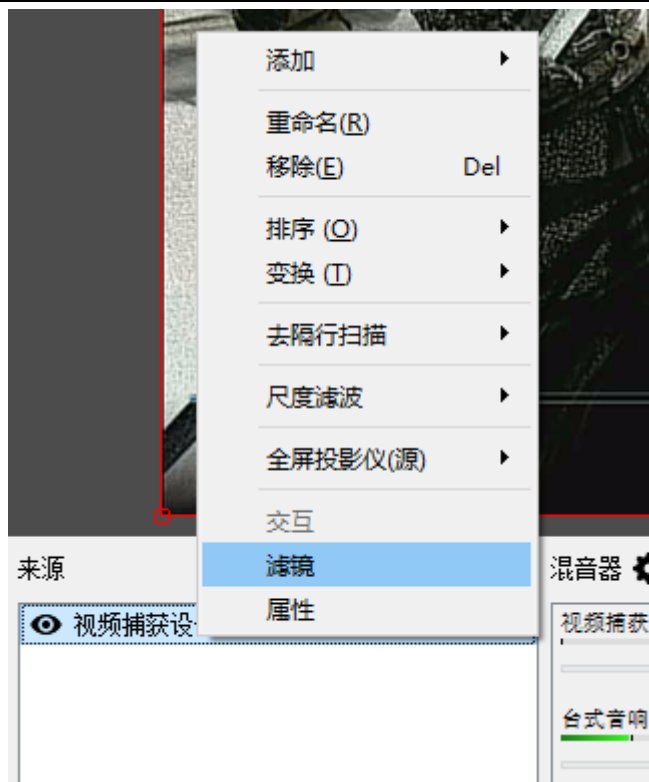 添加
重命名(R)
移除(E) Del
排序 (O)
变换 (T)
去隔行扫描
尺度滤波
全屏投影仪(源)
交互
滤镜
属性
来源
视频捕获设
混音器
视频捕获
台式音响